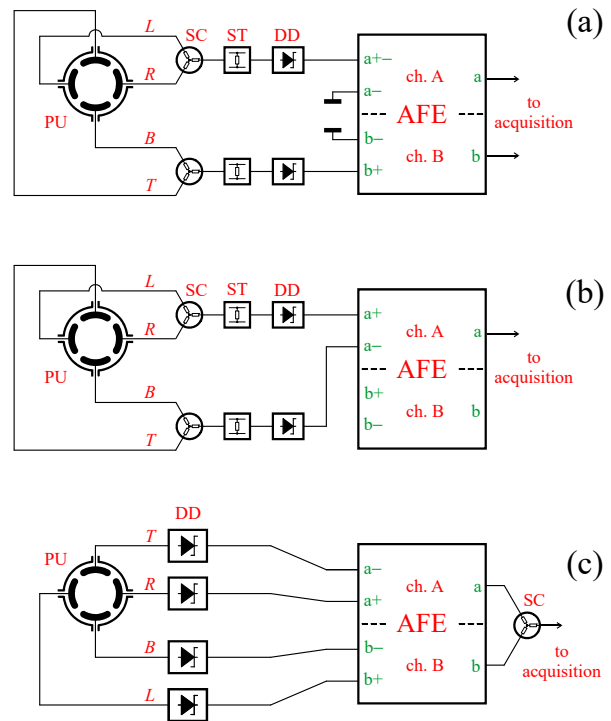 (a)
L SC ST DD
a+− ch. A a
R
a−
PU
AFE
to
acquisition
B
b−
ch. B b
T
b+
(b)
L SC ST DD
a+
ch. A a
R
a−
PU
AFE
to
acquisition
B
b+
ch. B b
T
b−
DD
(c)
T
PU
a−
ch. A a
R
a+
SC
AFE
B
b−
to
ch. B b
acquisition
L
b+